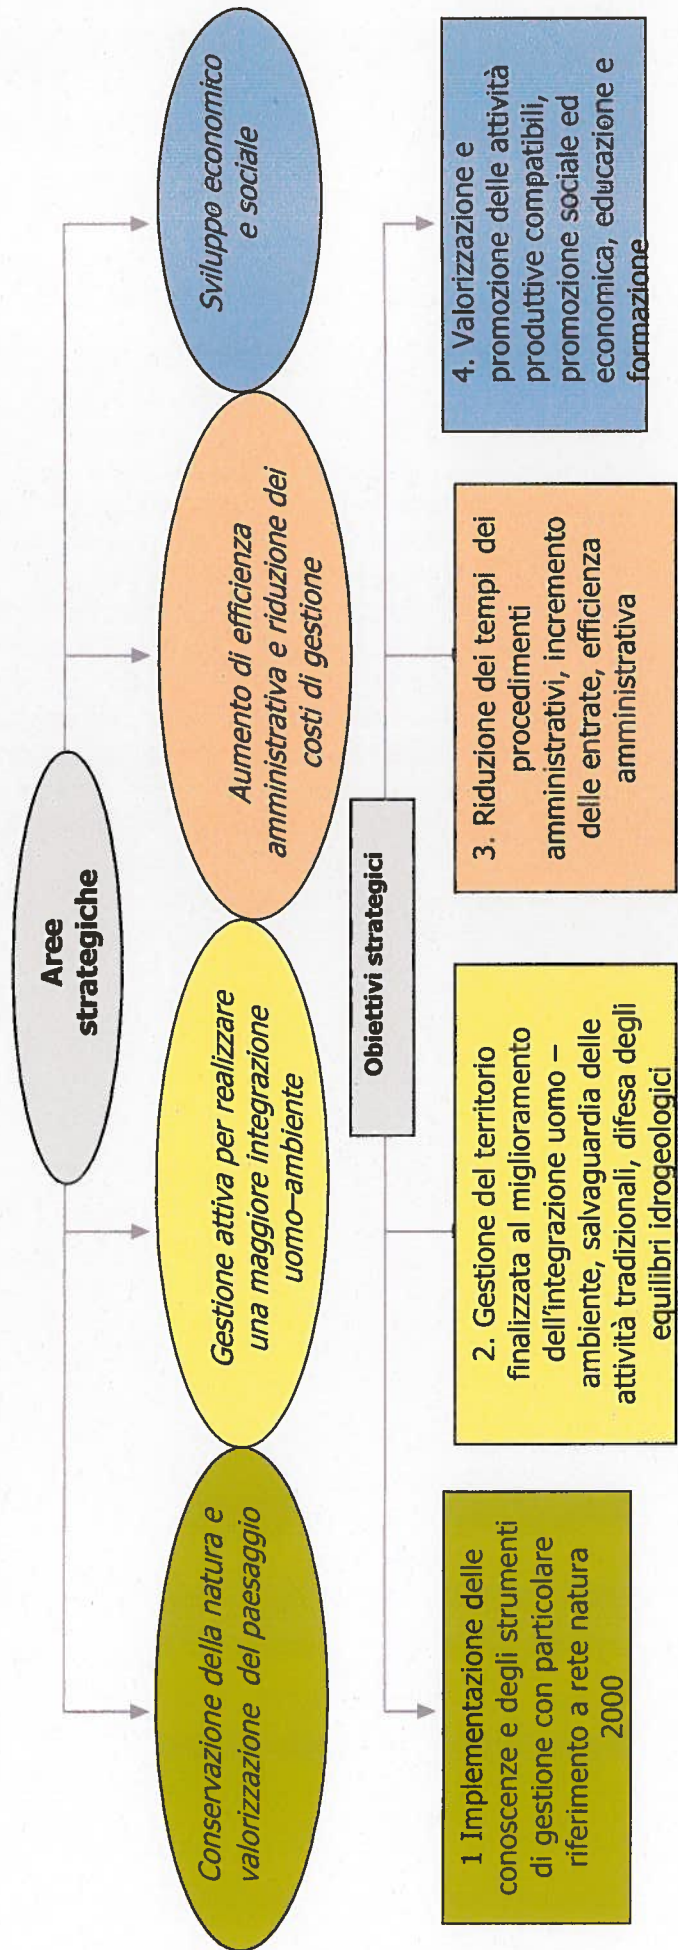 Aree
strategiche
Conservazione della natura e
valorizzazione del paesaggio
Gestione attiva per realizzare
una maggiore integrazione
uomo–ambiente
Aumento di efficienza
amministrativa e riduzione dei
costi di gestione
Sviluppo economico
e sociale
Obiettivi strategici
1 Implementazione delle
conoscenze e degli strumenti
di gestione con particolare
riferimento a rete natura
2000
2. Gestione del territorio
finalizzata al miglioramento
dell'integrazione uomo –
ambiente, salvaguardia delle
attività tradizionali, difesa degli
equilibri idrogeologici
3. Riduzione dei tempi dei
procedimenti
amministrativi, incremento
delle entrate, efficienza
amministrativa
4. Valorizzazione e
promozione delle attività
produttive compatibili,
promozione sociale ed
economica, educazione e
formazione